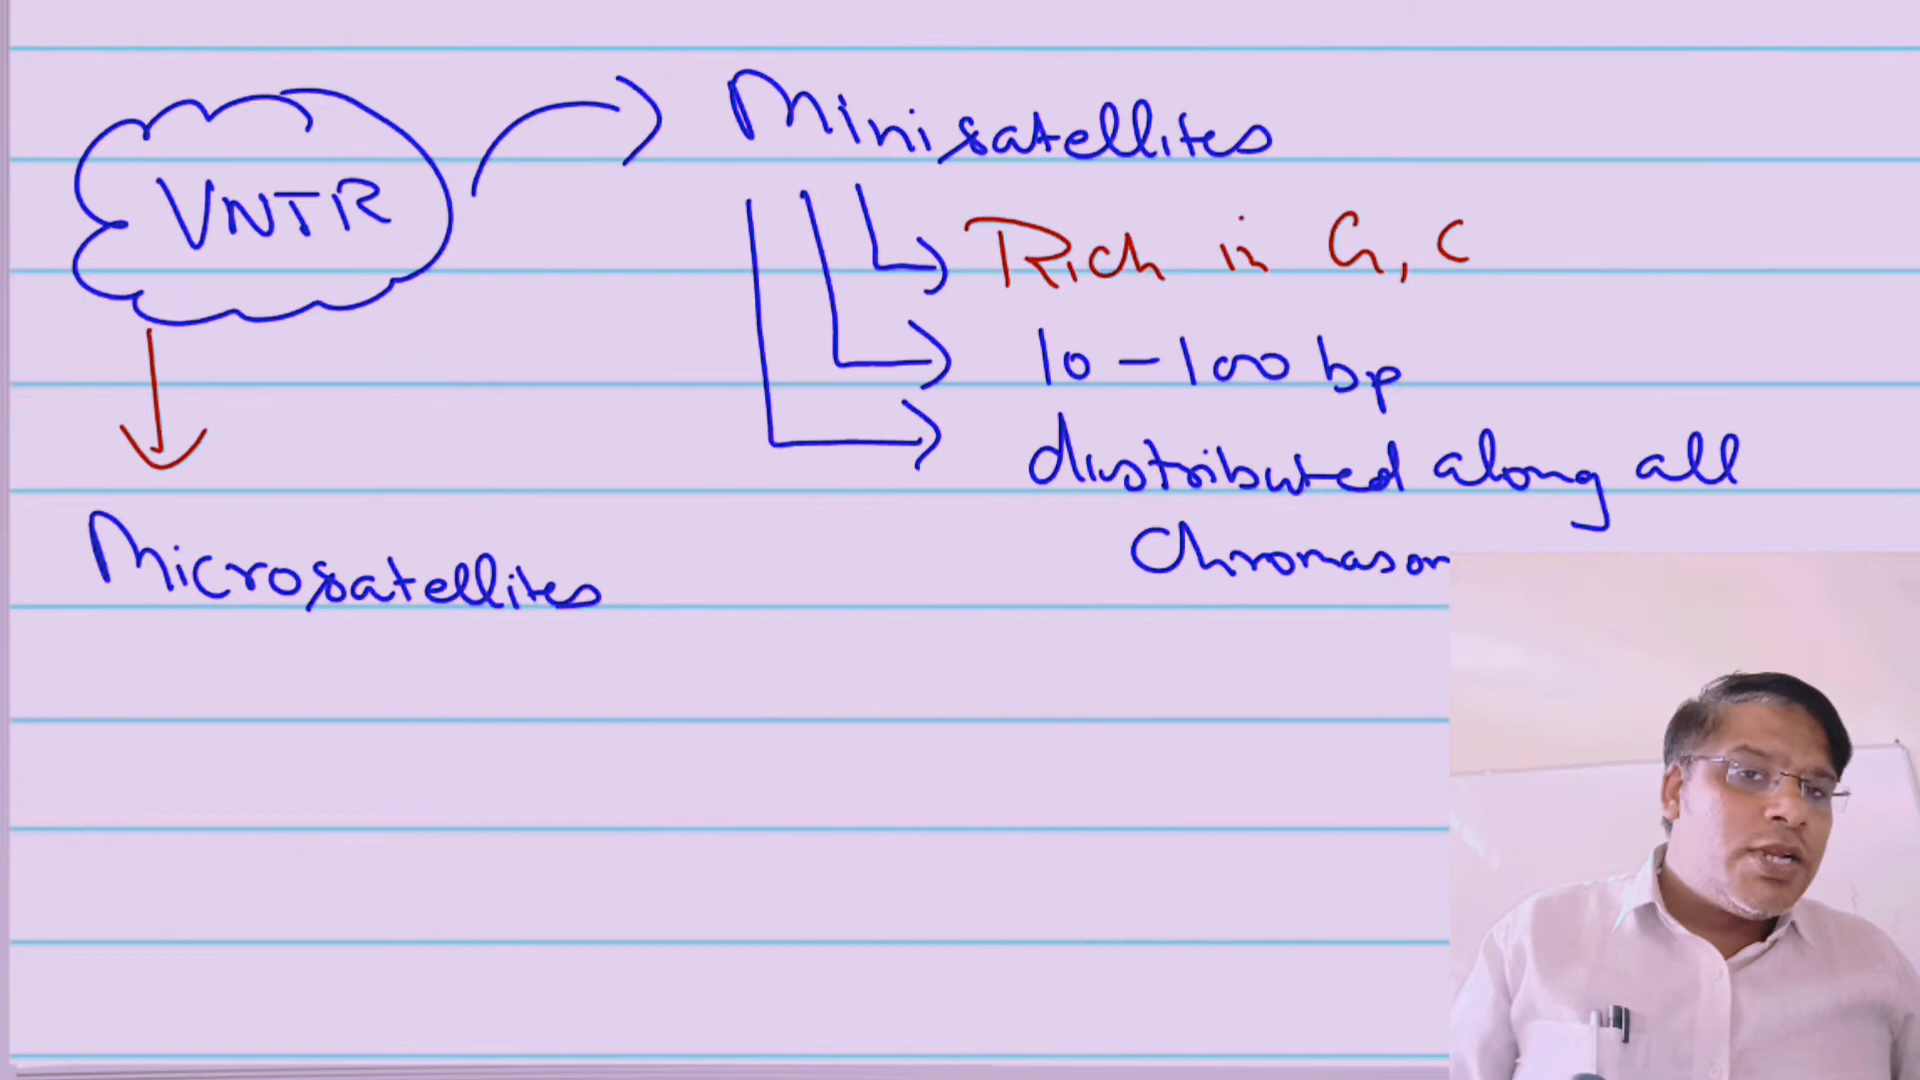 VNTR
Minisatellites
Rich in G, C
10-100 bp
distributed along all
Microsatellites